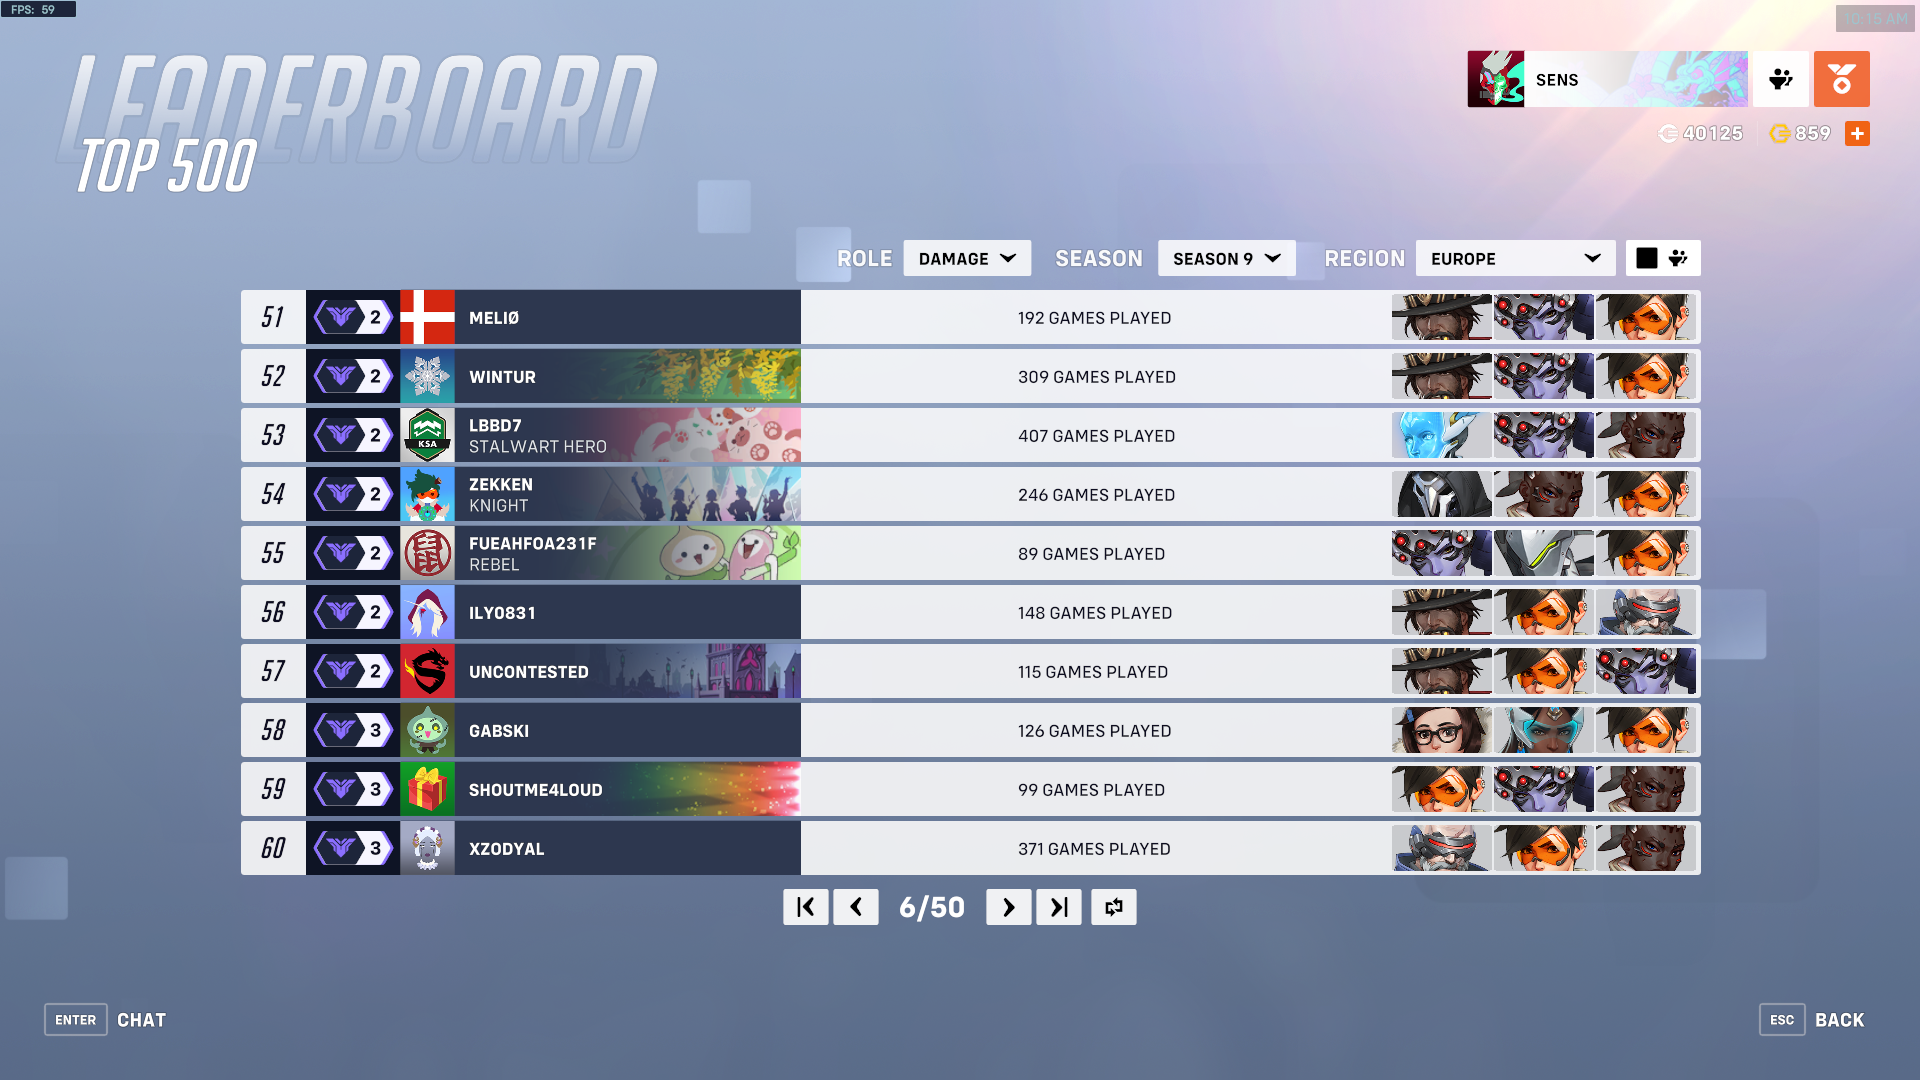 FPS: 59
10:15 AM
LEADERBOARD
TOP 500
SENS
40125
859
ROLE
DAMAGE
SEASON
SEASON 9
REGION
EUROPE
51 2 MELIØ 192 GAMES PLAYED
52 2 WINTUR 309 GAMES PLAYED
53 2 KSA LBBD7 407 GAMES PLAYED
STALWART HERO
54 2 ZEKKEN 246 GAMES PLAYED
KNIGHT
55 2 FUEAHFOA231F 89 GAMES PLAYED
REBEL
56 2 ILY0831 148 GAMES PLAYED
57 2 UNCONTESTED 115 GAMES PLAYED
58 3 GABSKI 126 GAMES PLAYED
59 3 SHOUTME4LOUD 99 GAMES PLAYED
60 3 XZODYAL 371 GAMES PLAYED
6/50
ENTER CHAT
ESC BACK